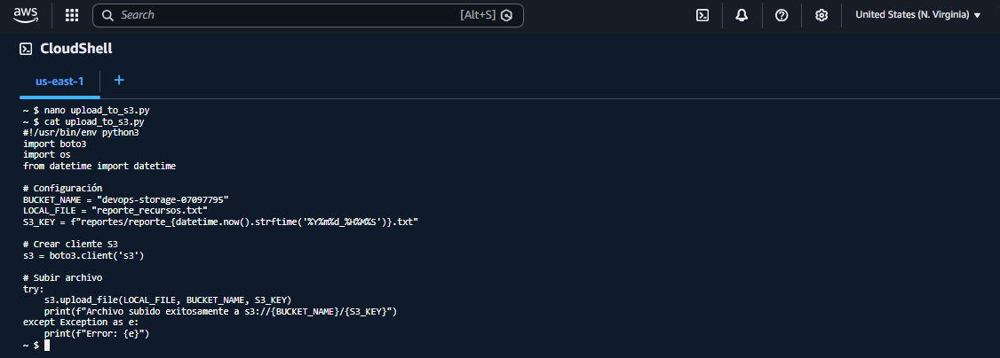 aws
Search
[Alt+S]
United States (N. Virginia)
CloudShell
us-east-1
+
~ $ nano upload_to_s3.py
~ $ cat upload_to_s3.py
#!/usr/bin/env python3
import boto3
import os
from datetime import datetime
# Configuración
BUCKET_NAME = "devops-storage-07097795"
LOCAL_FILE = "reporte_recursos.txt"
S3_KEY = f"reportes/reporte_{datetime.now().strftime('%Y%m%d_%H%M%S')}.txt"
# Crear cliente S3
s3 = boto3.client('s3')
# Subir archivo
try:
    s3.upload_file(LOCAL_FILE, BUCKET_NAME, S3_KEY)
    print(f"Archivo subido exitosamente a s3://{BUCKET_NAME}/{S3_KEY}")
except Exception as e:
    print(f"Error: {e}")
~ $